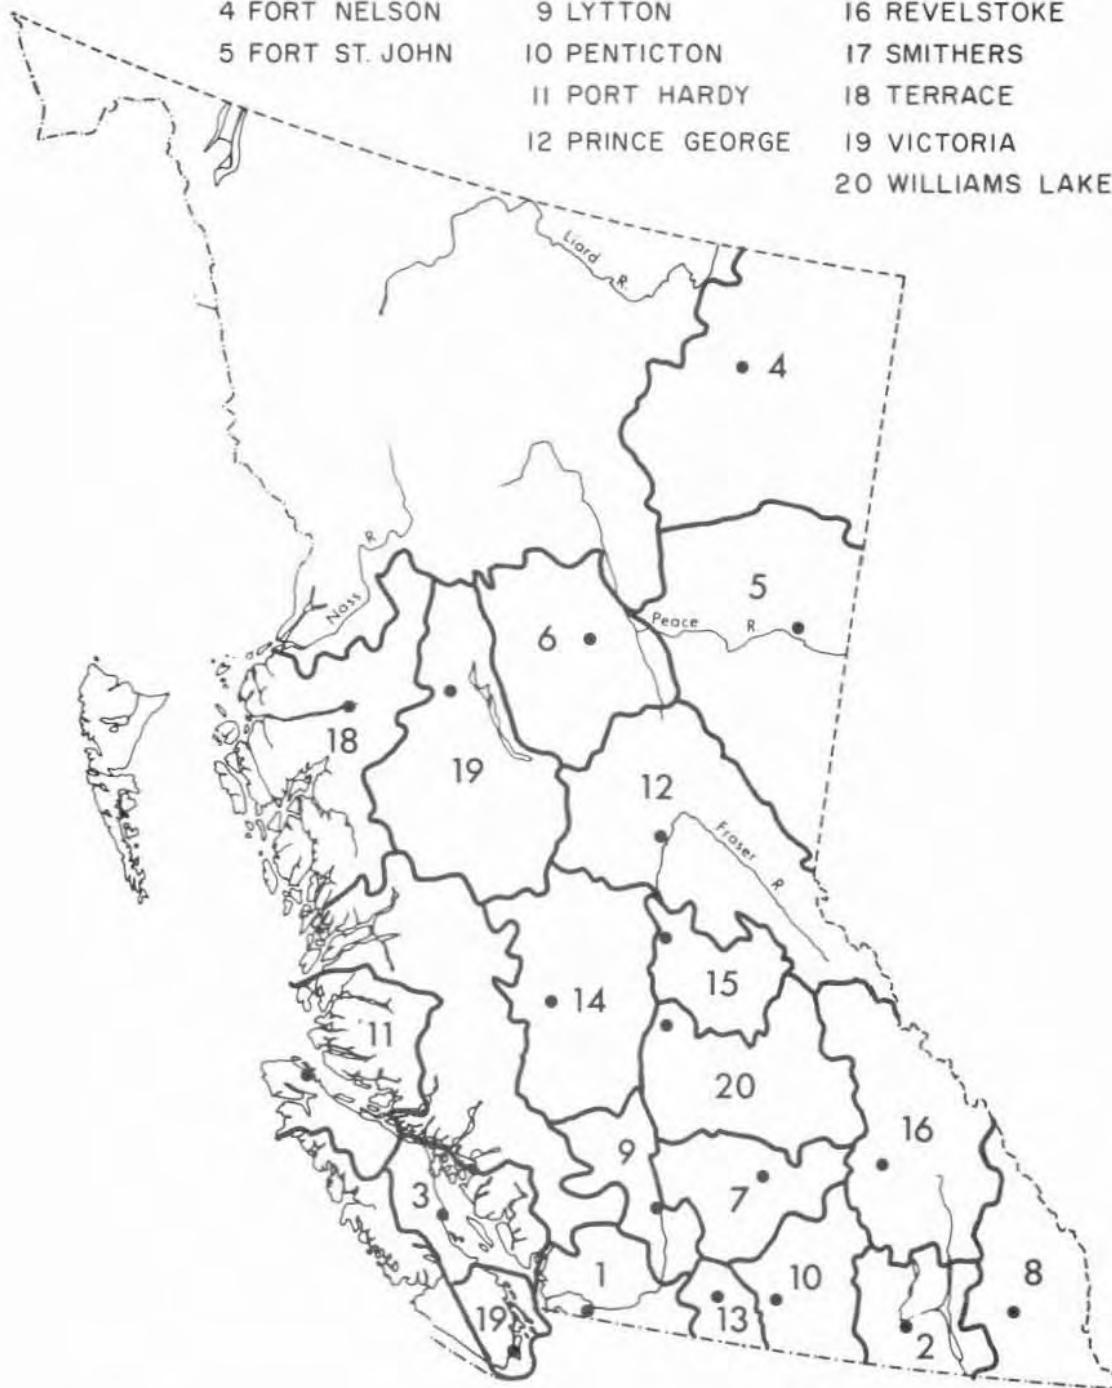 4 FORT NELSON 9 LYTTON 16 REVELSTOKE
5 FORT ST. JOHN 10 PENTICTON 17 SMITHERS
11 PORT HARDY 18 TERRACE
12 PRINCE GEORGE 19 VICTORIA
20 WILLIAMS LAKE
Liard R.
4
5
Nass R.
Peace R.
6
18
19
12
Fraser R.
15
14
11
20
16
9
7
3
1
10
8
13
19
2